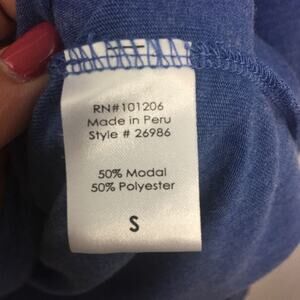 RN#101206
Made in Peru
Style # 26986
50% Modal
50% Polyester
S